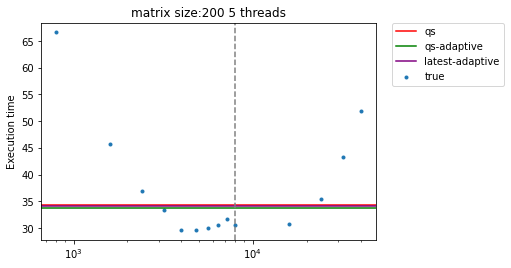 matrix size:200 5 threads
Execution time
65
60
55
50
45
40
35
30
10³
10⁴
qs
qs-adaptive
latest-adaptive
true